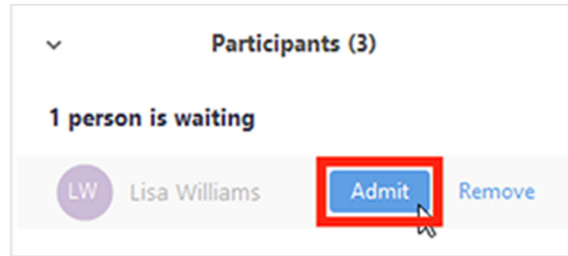 Participants (3)
1 person is waiting
LW Lisa Williams Admit Remove